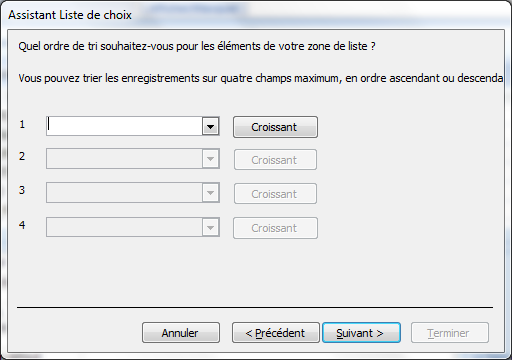 Assistant Liste de choix
Quel ordre de tri souhaitez-vous pour les éléments de votre zone de liste ?
Vous pouvez trier les enregistrements sur quatre champs maximum, en ordre ascendant ou descenda
1 Croissant
2 Croissant
3 Croissant
4 Croissant
Annuler < Précédent Suivant > Terminer